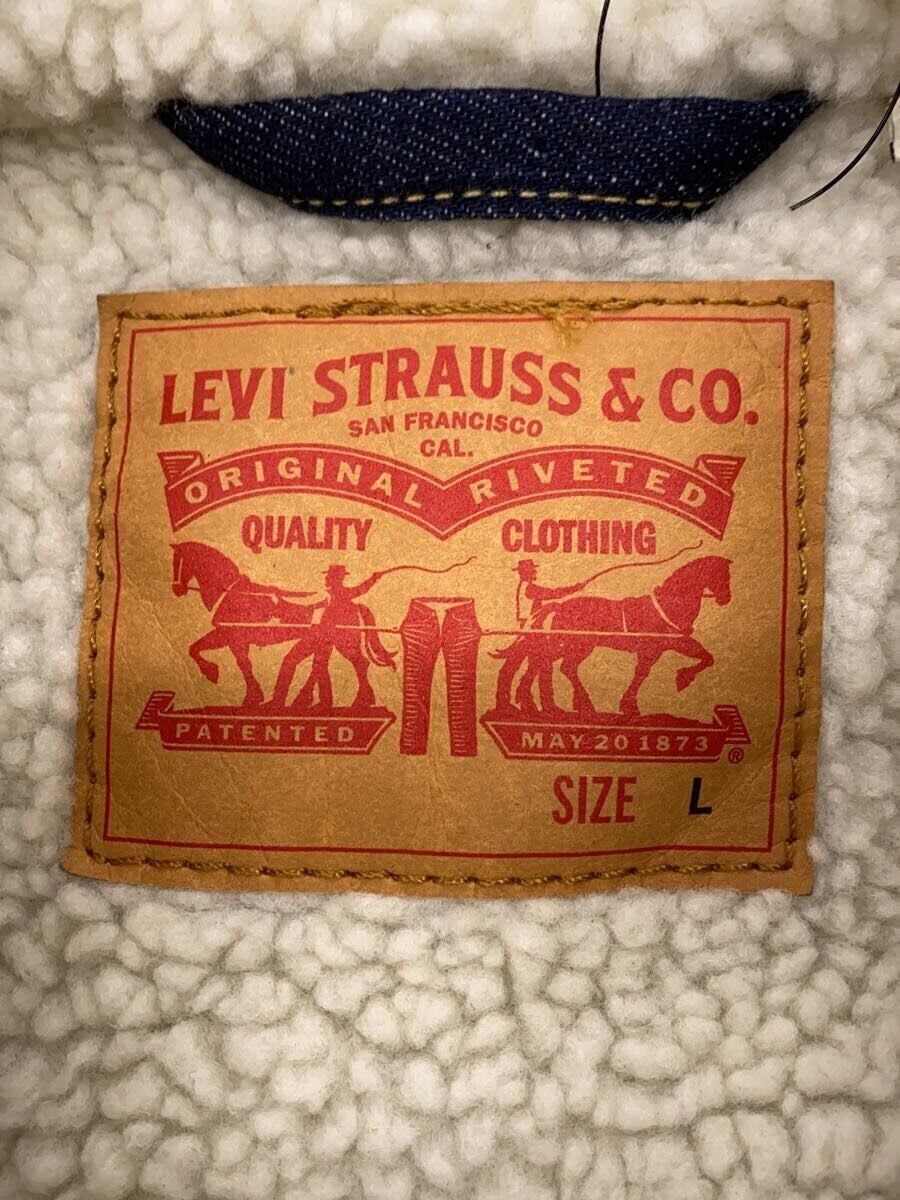 LEVI STRAUSS & CO.
SAN FRANCISCO
CAL.
ORIGINAL RIVETED
QUALITY CLOTHING
PATENTED MAY 20 1873 ®
SIZE L